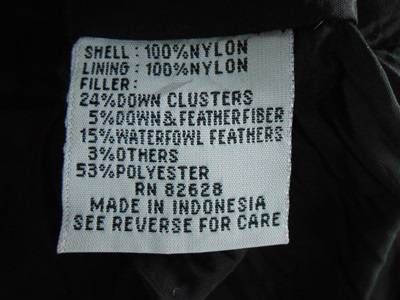 SHELL: 100%NYLON
LINING: 100%NYLON
FILLER:
24%DOWN CLUSTERS
5%DOWN&FEATHERFIBER
15%WATERFOWL FEATHERS
3%OTHERS
53%POLYESTER
RN 82628
MADE IN INDONESIA
SEE REVERSE FOR CARE